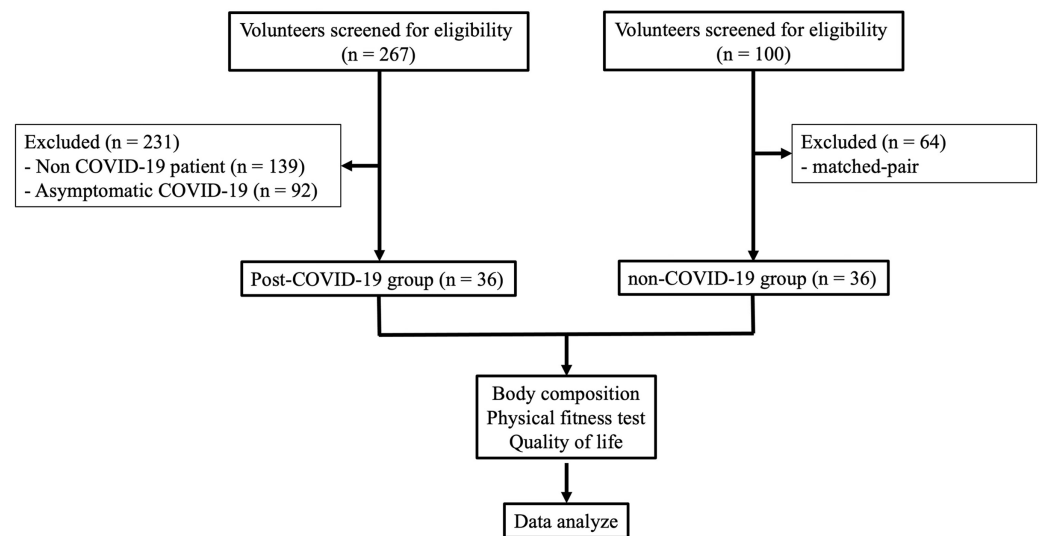 Volunteers screened for eligibility
(n = 267)
Volunteers screened for eligibility
(n = 100)
Excluded (n = 231)
- Non COVID-19 patient (n = 139)
- Asymptomatic COVID-19 (n = 92)
Excluded (n = 64)
- matched-pair
Post-COVID-19 group (n = 36)
non-COVID-19 group (n = 36)
Body composition
Physical fitness test
Quality of life
Data analyze